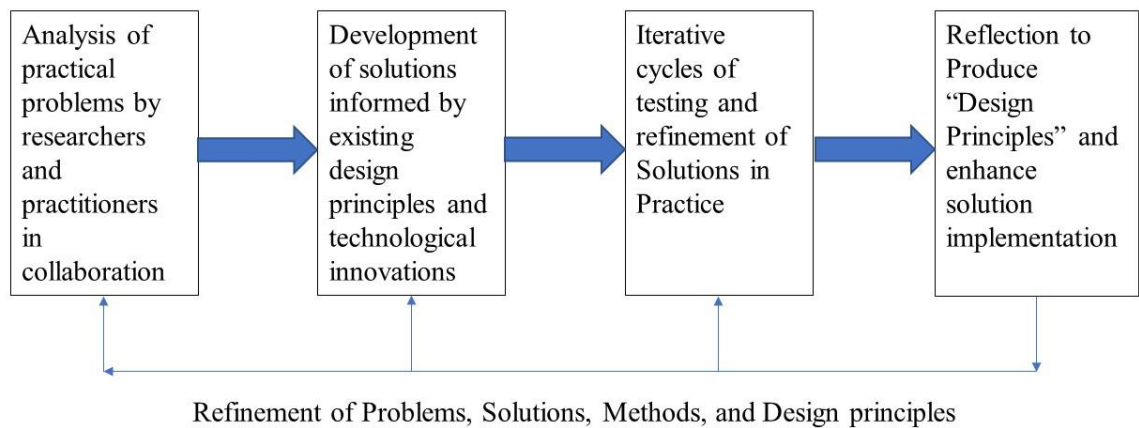 Analysis of
practical
problems by
researchers
and
practitioners
in
collaboration
Development
of solutions
informed by
existing
design
principles and
technological
innovations
Iterative
cycles of
testing and
refinement of
Solutions in
Practice
Reflection to
Produce
“Design
Principles” and
enhance
solution
implementation
Refinement of Problems, Solutions, Methods, and Design principles